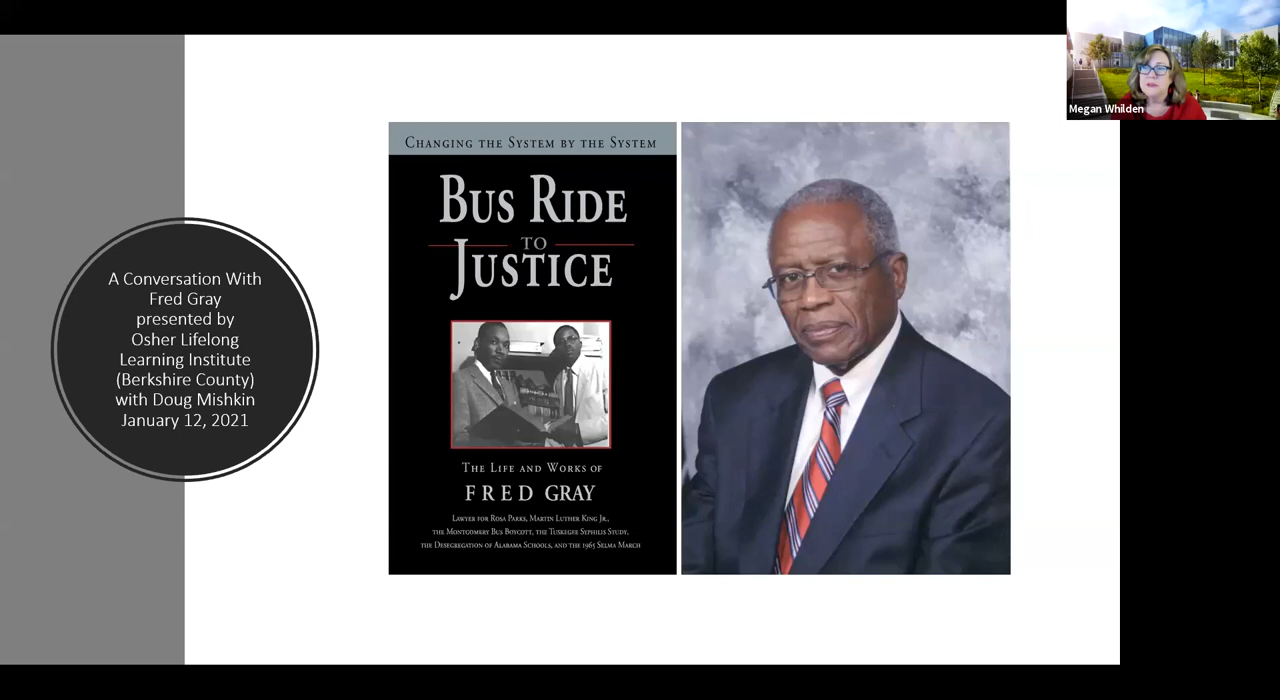 Megan Whilden
A Conversation With
Fred Gray
presented by
Osher Lifelong
Learning Institute
(Berkshire County)
with Doug Mishkin
January 12, 2021
Changing the System by the System
Bus Ride
to
Justice
The Life and Works of
Fred Gray
Lawyer for Rosa Parks, Martin Luther King Jr.,
the Montgomery Bus Boycott, the Tuskegee Syphilis Study,
the Desegregation of Alabama Schools, and the 1965 Selma March